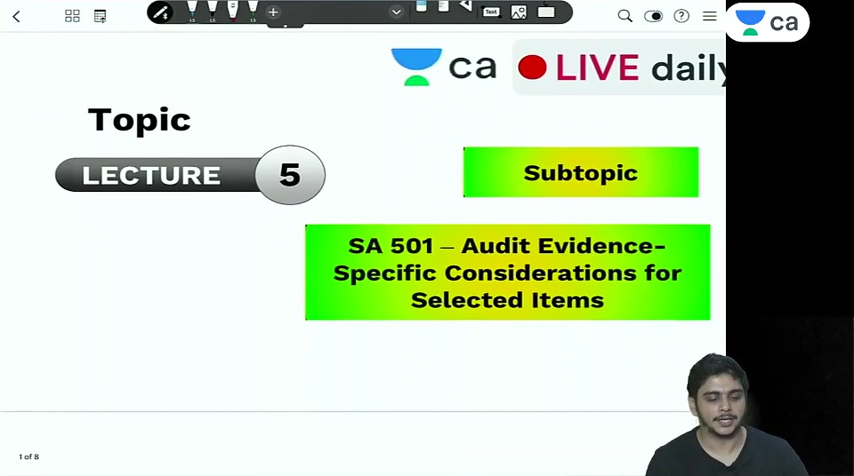 Text
ca
ca
LIVE daily
Topic
LECTURE 5
Subtopic
SA 501 – Audit Evidence-
Specific Considerations for
Selected Items
1 of 8